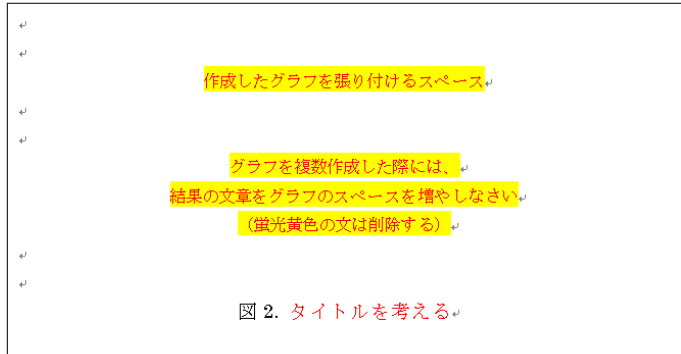 作成したグラフを張り付けるスペース
グラフを複数作成した際には、
結果の文章をグラフのスペースを増やしなさい
（蛍光黄色の文は削除する）
図 2. タイトルを考える